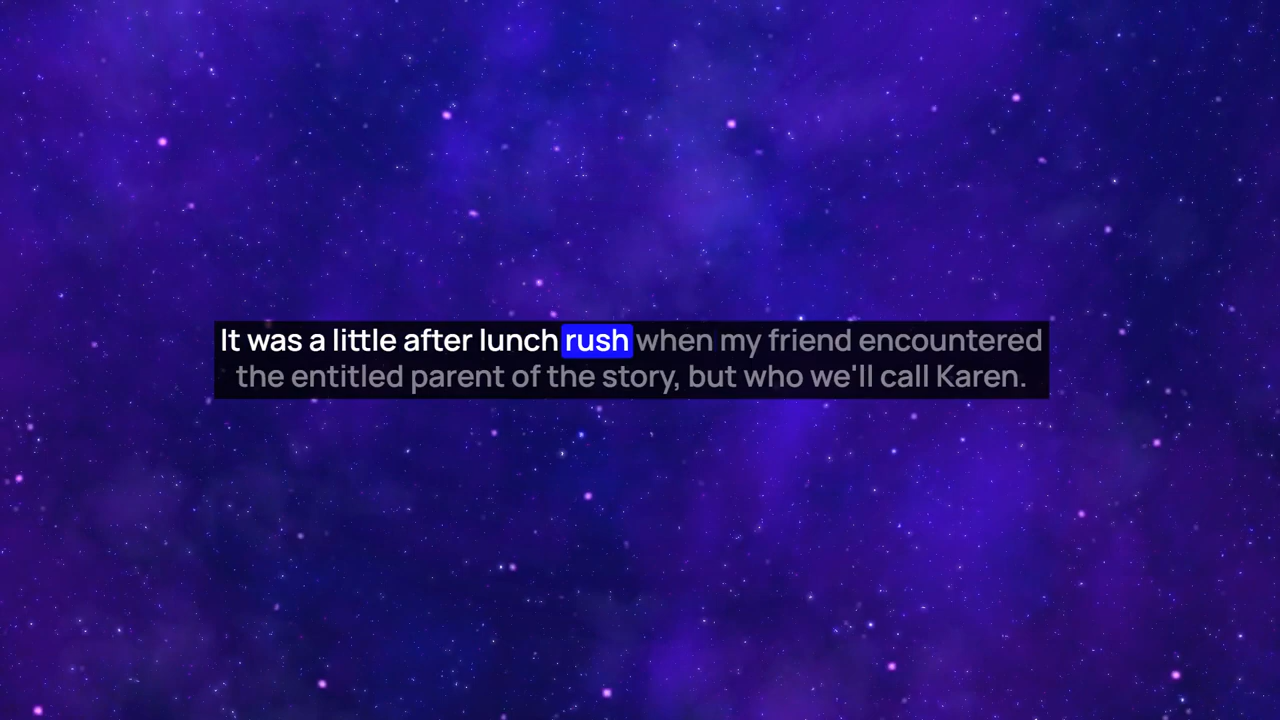 It was a little after lunch rush when my friend encountered
the entitled parent of the story, but who we'll call Karen.